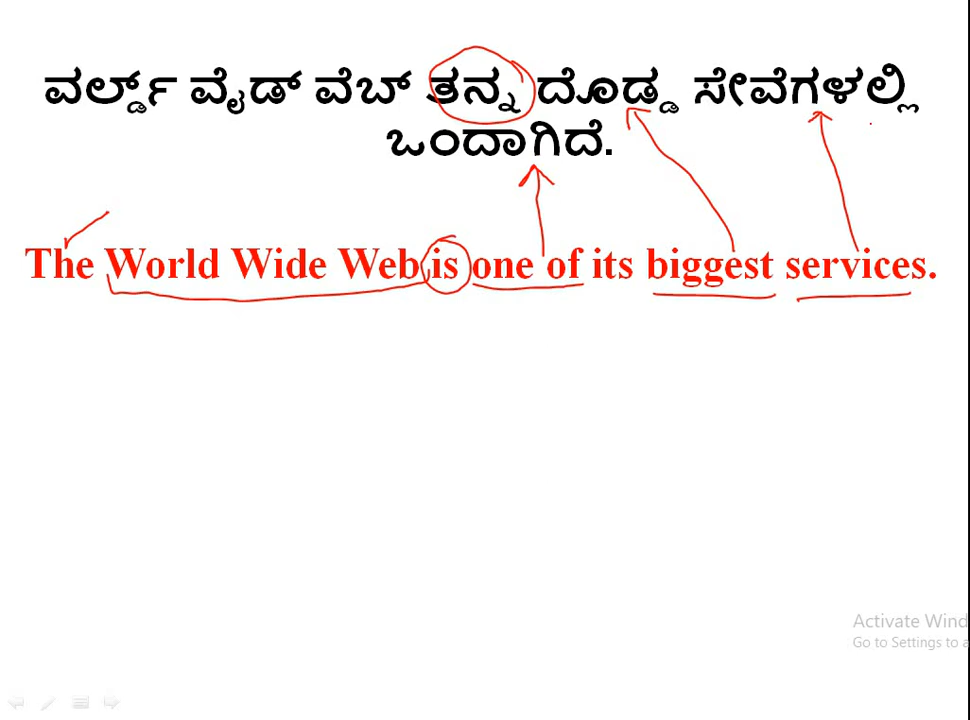 ವರ್ಲ್ಡ್ ವೈಡ್ ವೆಬ್ ತನ್ನ ದೊಡ್ಡ ಸೇವೆಗಳಲ್ಲಿ
ಒಂದಾಗಿದೆ.
The World Wide Web is one of its biggest services.
Activate Wind
Go to Settings to a